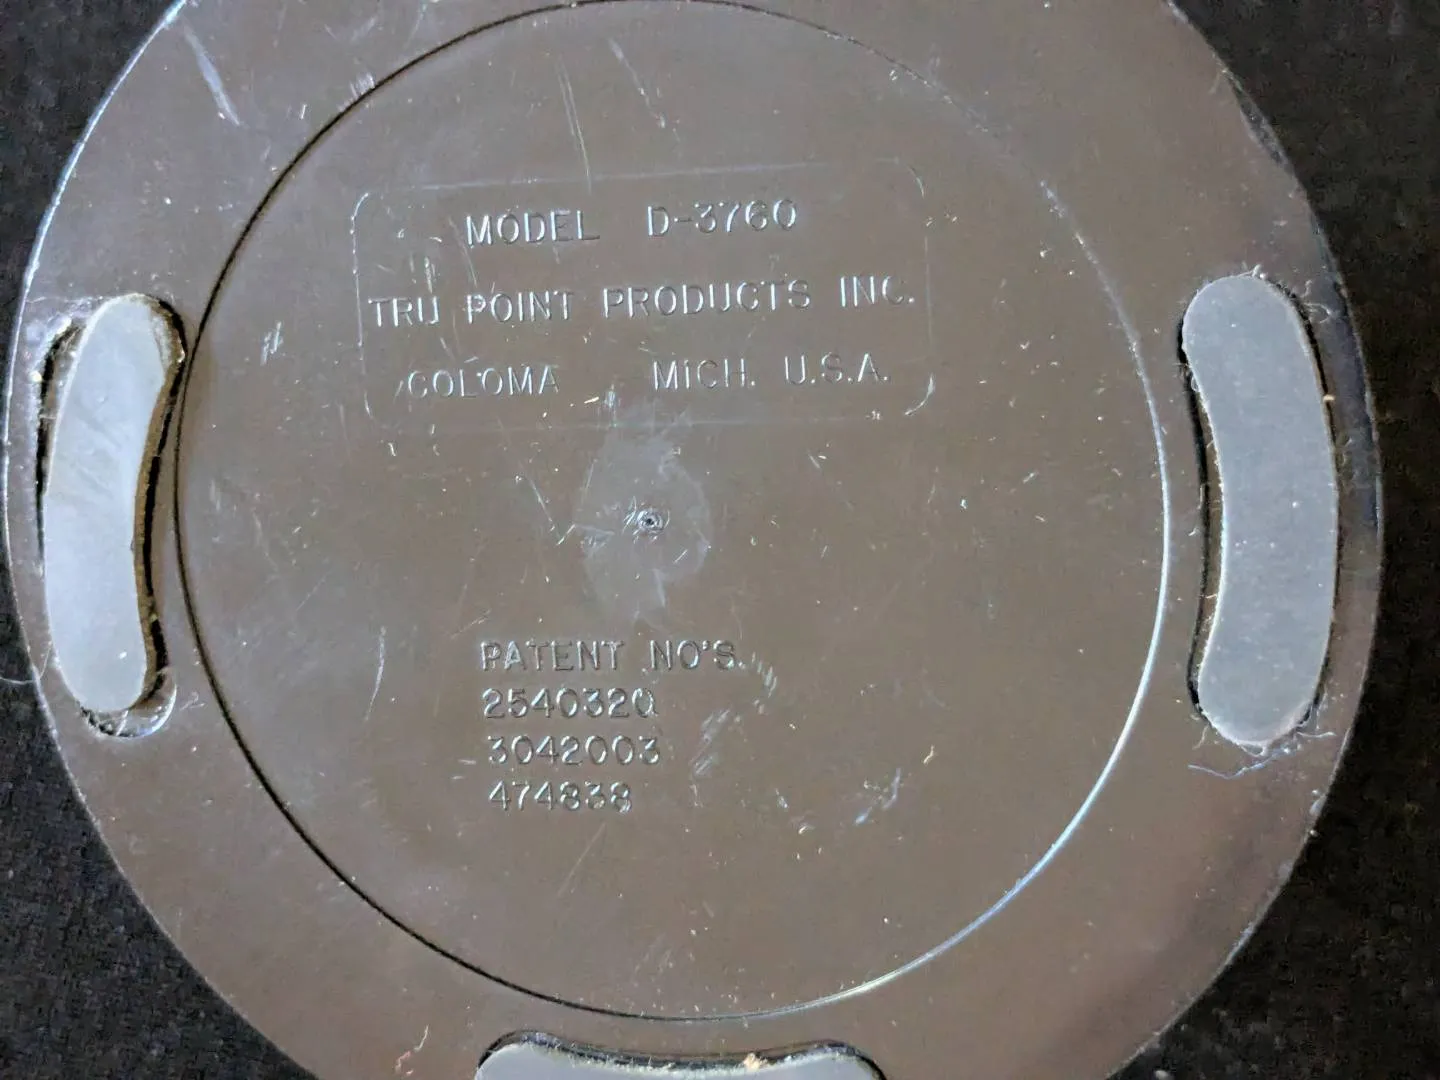 MODEL D-3760
TRU POINT PRODUCTS INC.
COLOMA MICH. U.S.A.
PATENT NO'S.
2540320
3042003
474838